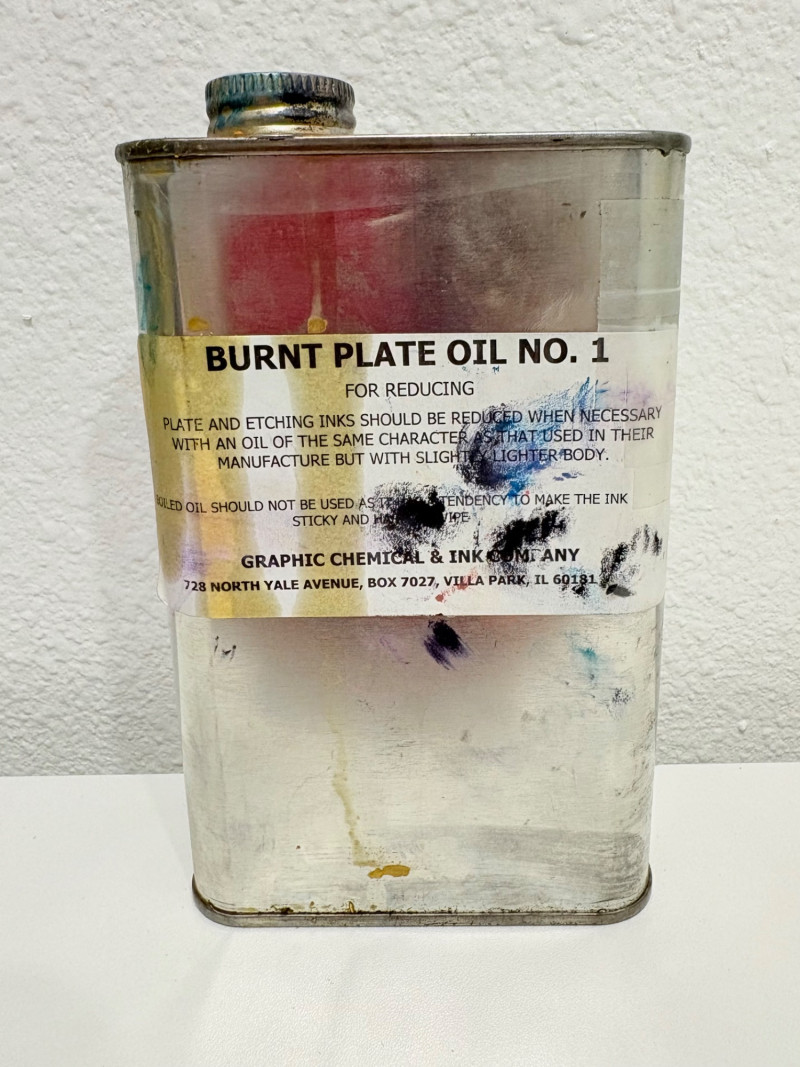 BURNT PLATE OIL NO. 1
FOR REDUCING
PLATE AND ETCHING INKS SHOULD BE REDUCED WHEN NECESSARY
WITH AN OIL OF THE SAME CHARACTER AS THAT USED IN THEIR
MANUFACTURE BUT WITH SLIGHTLY LIGHTER BODY.
BOILED OIL SHOULD NOT BE USED AS TENDENCY TO MAKE THE INK
STICKY AND WIPE
GRAPHIC CHEMICAL & INK COMPANY
728 NORTH YALE AVENUE, BOX 7027, VILLA PARK, IL 60181